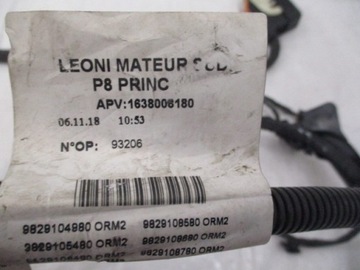 LEONI MATEUR SUD
P8 PRINC
APV:1638006180
06.11.18 10:53
N°OP: 93206
9829104980 ORM2 9829108580 ORM2
9829105480 ORM2 9829108680 ORM2
ORM2 9829108780 ORM2